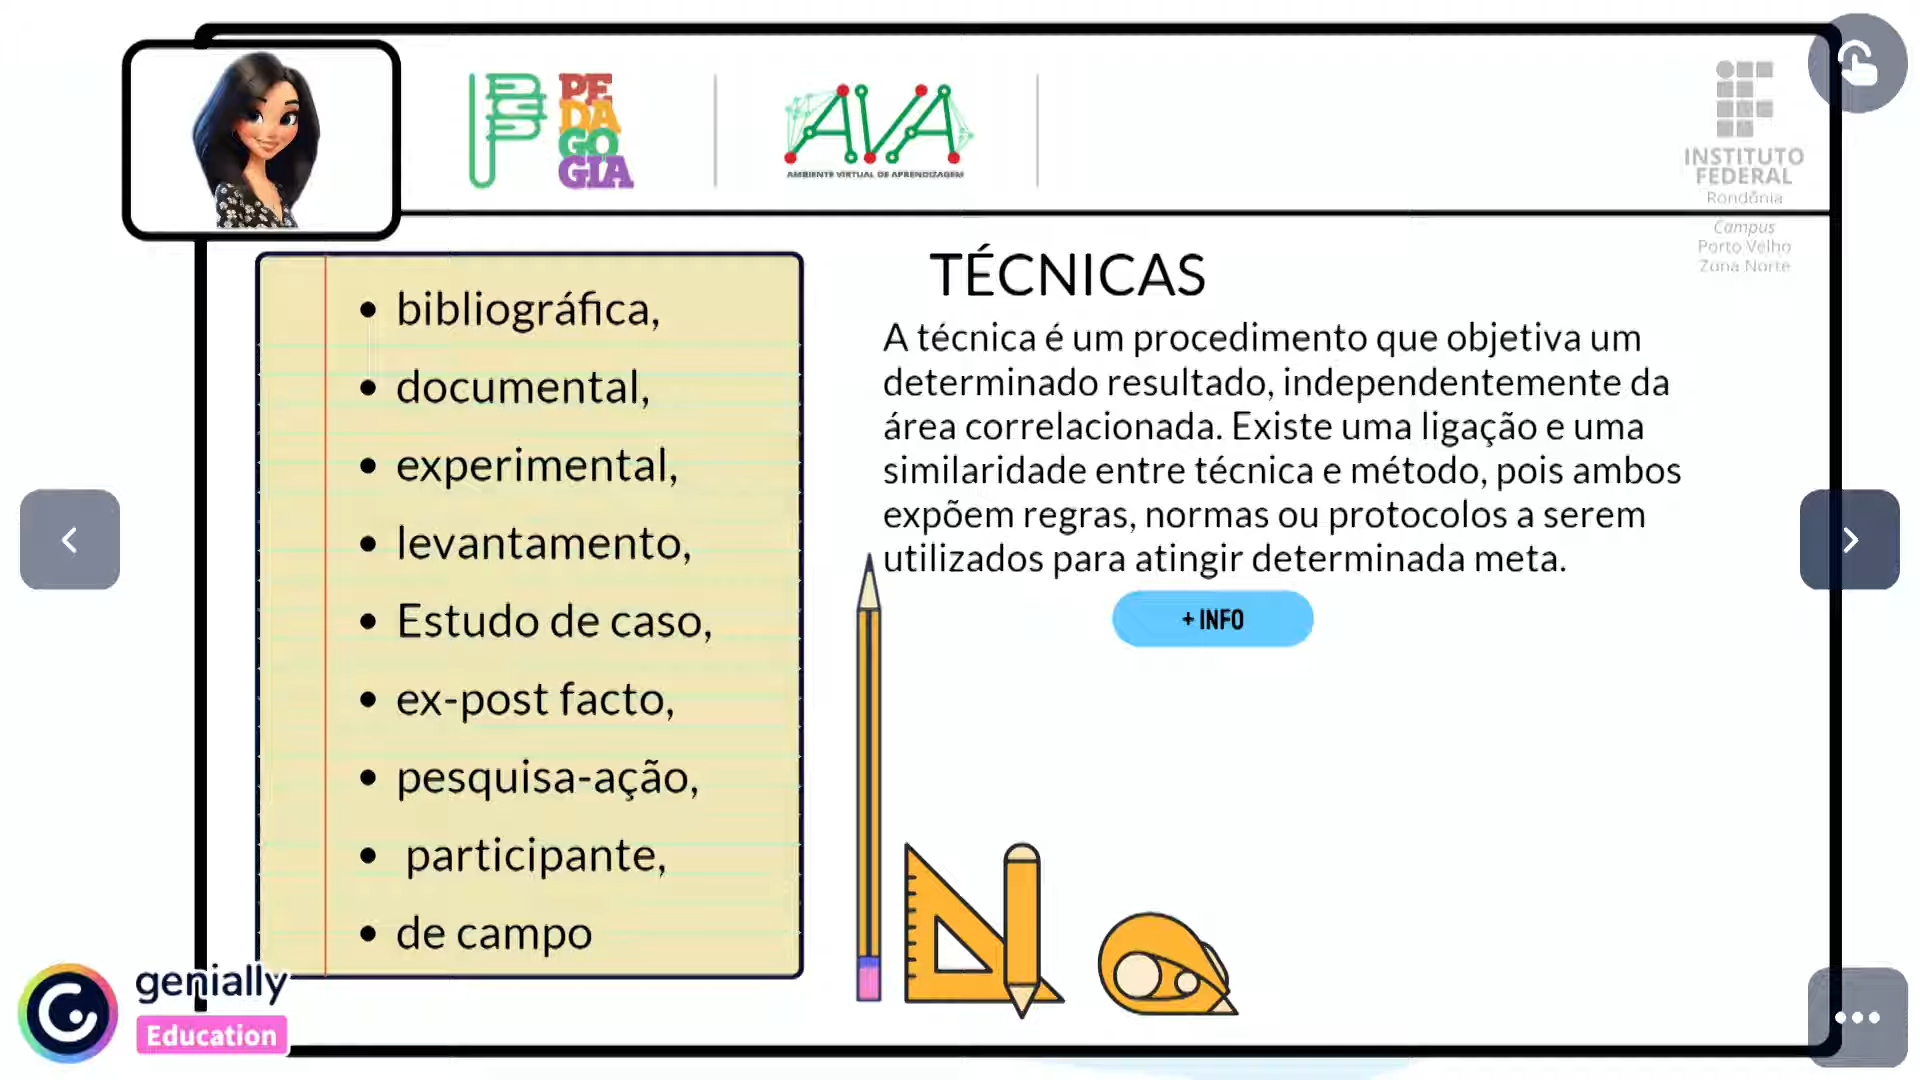 PE
DA
GO
GIA
AVA
AMBIENTE VIRTUAL DE APRENDIZAGEM
INSTITUTO
FEDERAL
Rondônia
Campus
Porto Velho
Zona Norte
• bibliográfica,
• documental,
• experimental,
• levantamento,
• Estudo de caso,
• ex-post facto,
• pesquisa-ação,
• participante,
• de campo
TÉCNICAS
A técnica é um procedimento que objetiva um
determinado resultado, independentemente da
área correlacionada. Existe uma ligação e uma
similaridade entre técnica e método, pois ambos
expõem regras, normas ou protocolos a serem
utilizados para atingir determinada meta.
+ INFO
genially
Education